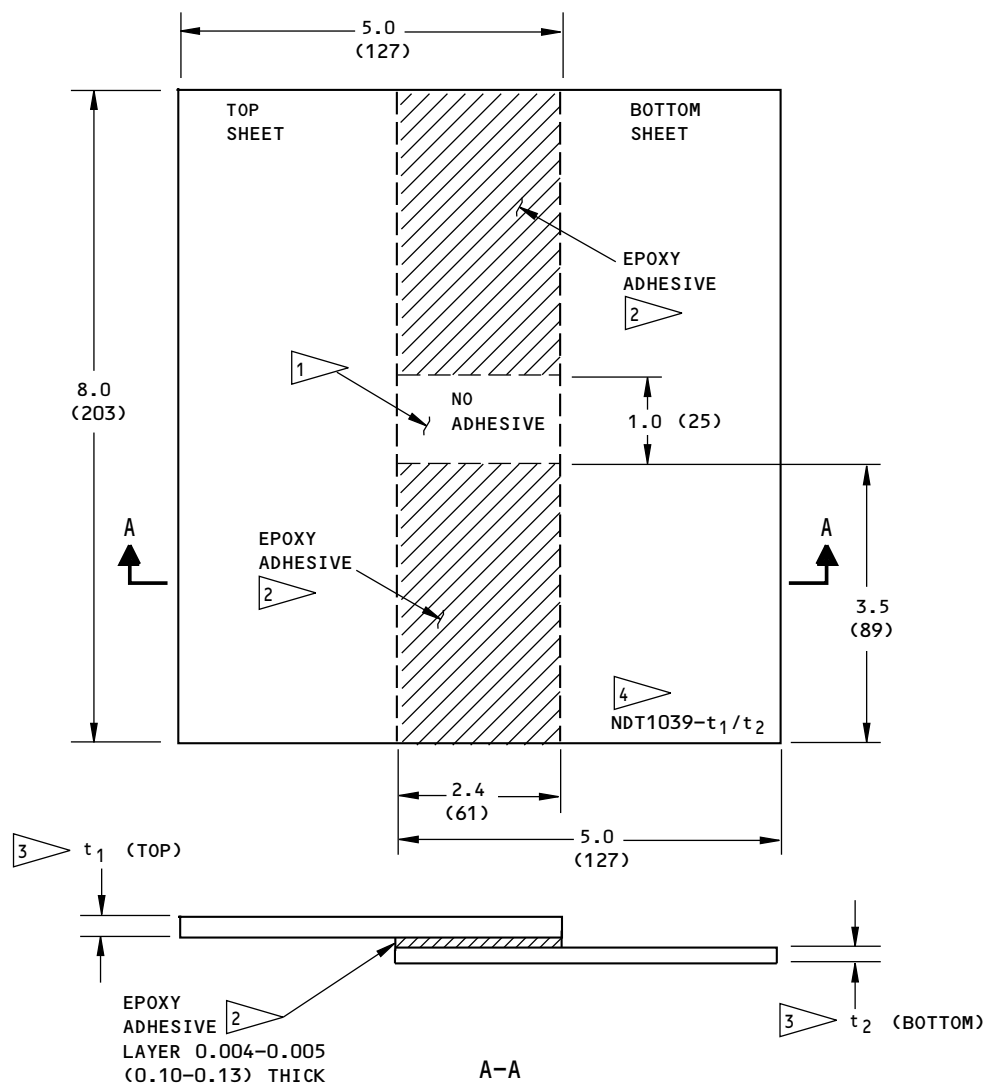 5.0
(127)
TOP
SHEET
BOTTOM
SHEET
EPOXY
ADHESIVE
2
1
NO
ADHESIVE
1.0 (25)
8.0
(203)
A
A
EPOXY
ADHESIVE
2
3.5
(89)
4
NDT1039-t1/t2
2.4
(61)
5.0
(127)
3 t1 (TOP)
EPOXY
ADHESIVE 2
LAYER 0.004-0.005
(0.10-0.13) THICK
3 t2 (BOTTOM)
A-A